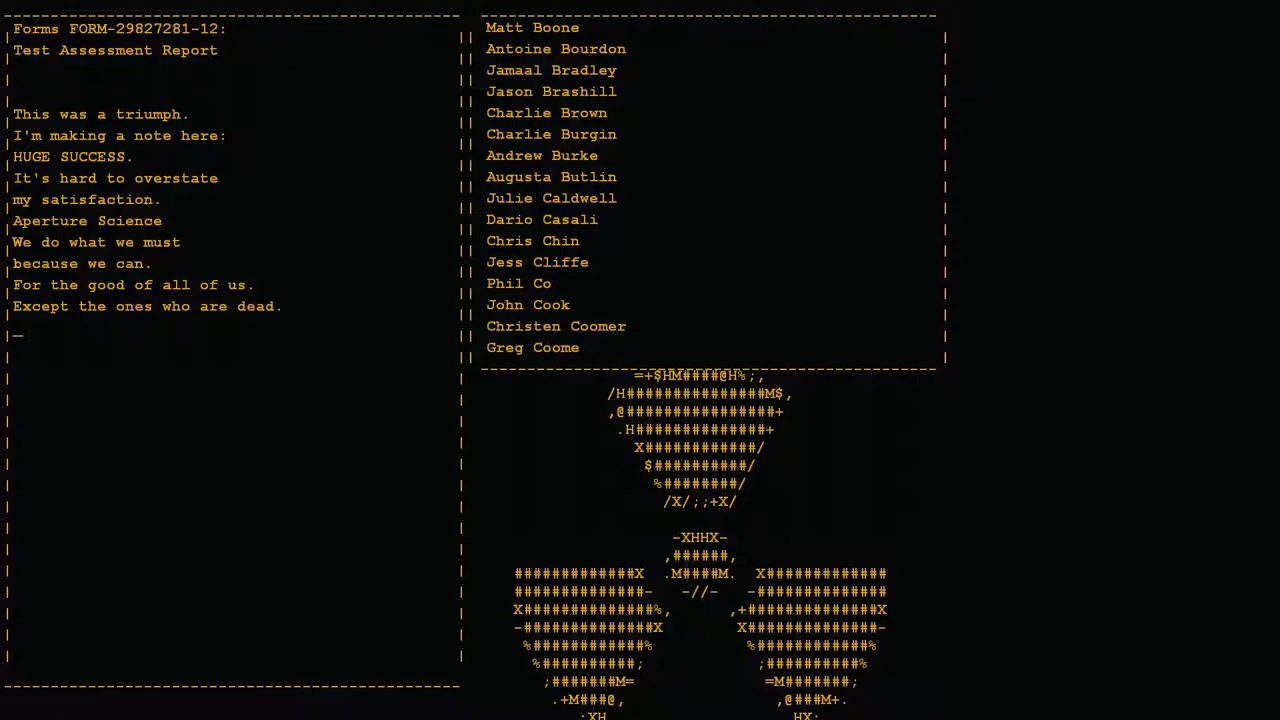 Forms FORM-29827281-12:
Test Assessment Report
This was a triumph.
I'm making a note here:
HUGE SUCCESS.
It's hard to overstate
my satisfaction.
Aperture Science
We do what we must
because we can.
For the good of all of us.
Except the ones who are dead.
Matt Boone
Antoine Bourdon
Jamaal Bradley
Jason Brashill
Charlie Brown
Charlie Burgin
Andrew Burke
Augusta Butlin
Julie Caldwell
Dario Casali
Chris Chin
Jess Cliffe
Phil Co
John Cook
Christen Coomer
Greg Coome